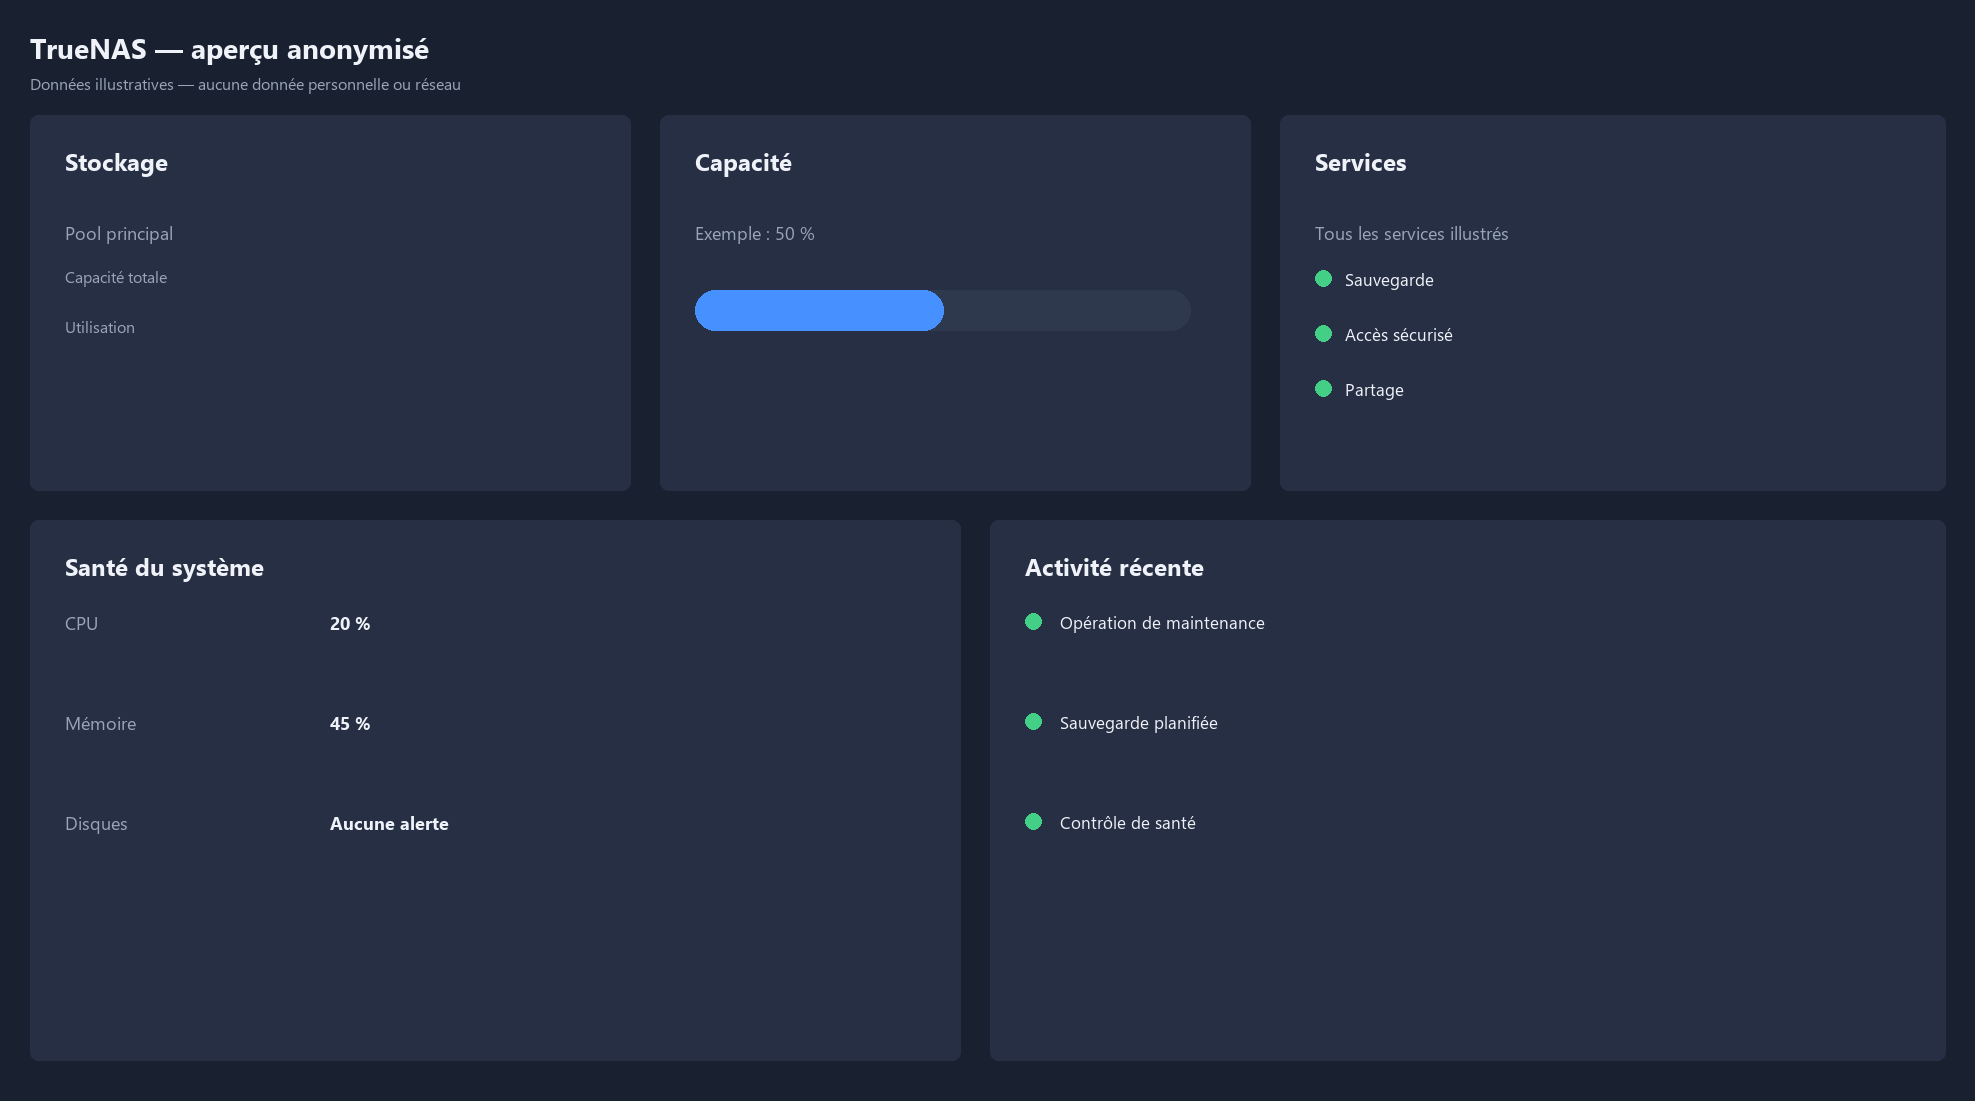 TrueNAS — aperçu anonymisé
Données illustratives — aucune donnée personnelle ou réseau
Stockage
Pool principal
Capacité totale
Utilisation
Capacité
Exemple : 50 %
Services
Tous les services illustrés
Sauvegarde
Accès sécurisé
Partage
Santé du système
CPU 20 %
Mémoire 45 %
Disques Aucune alerte
Activité récente
Opération de maintenance
Sauvegarde planifiée
Contrôle de santé